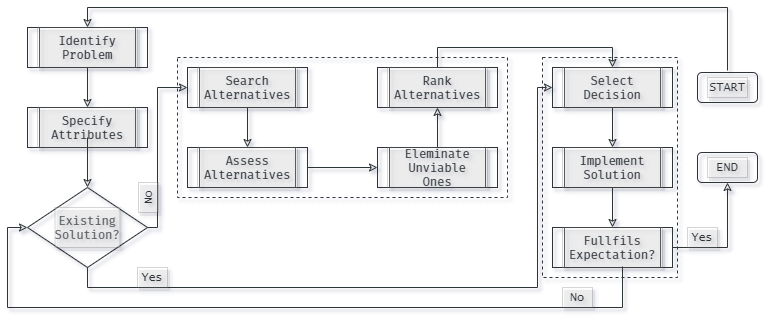 Identify
Problem
Specify
Attributes
Existing
Solution?
No
Yes
Search
Alternatives
Assess
Alternatives
Rank
Alternatives
Eleminate
Unviable
Ones
Select
Decision
Implement
Solution
Fullfils
Expectation?
No
Yes
START
END